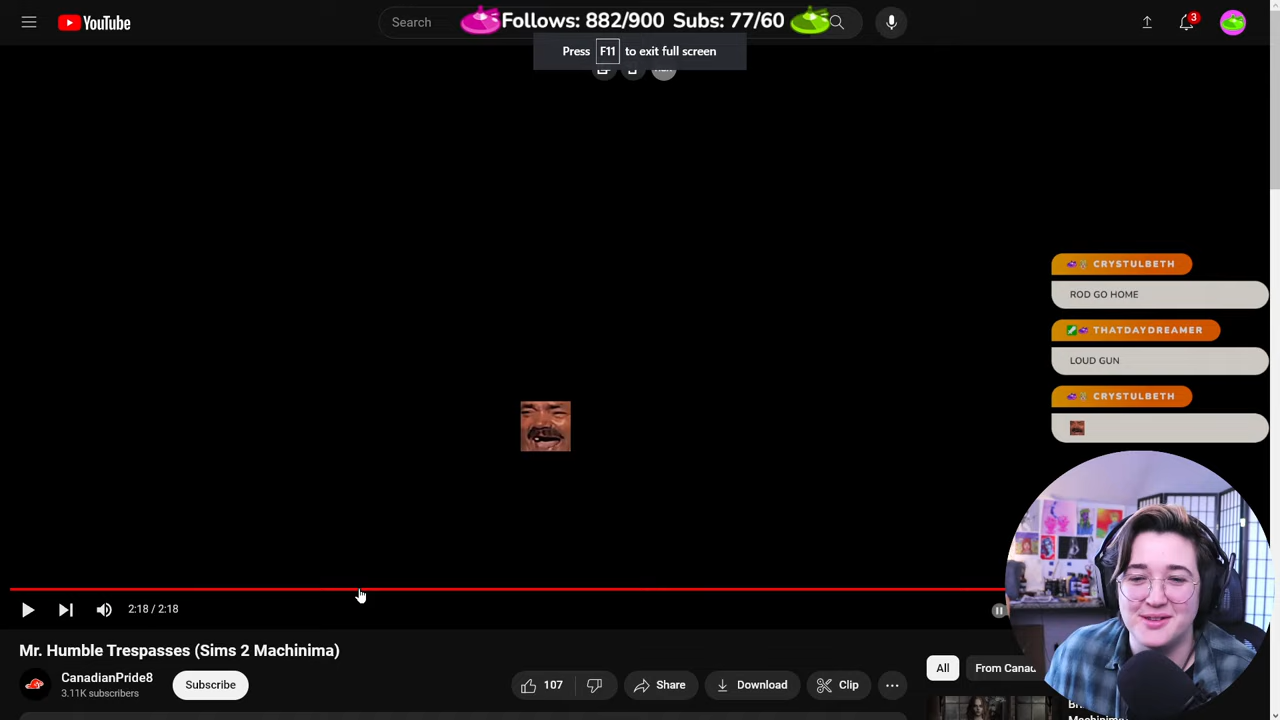 YouTube
Search
Follows: 882/900 Subs: 77/60
3
Press F11 to exit full screen
CRYSTULBETH
ROD GO HOME
THATDAYDREAMER
LOUD GUN
CRYSTULBETH
2:18 / 2:18
Mr. Humble Trespasses (Sims 2 Machinima)
CanadianPride8
3.11K subscribers
Subscribe
107
Share
Download
Clip
All
From